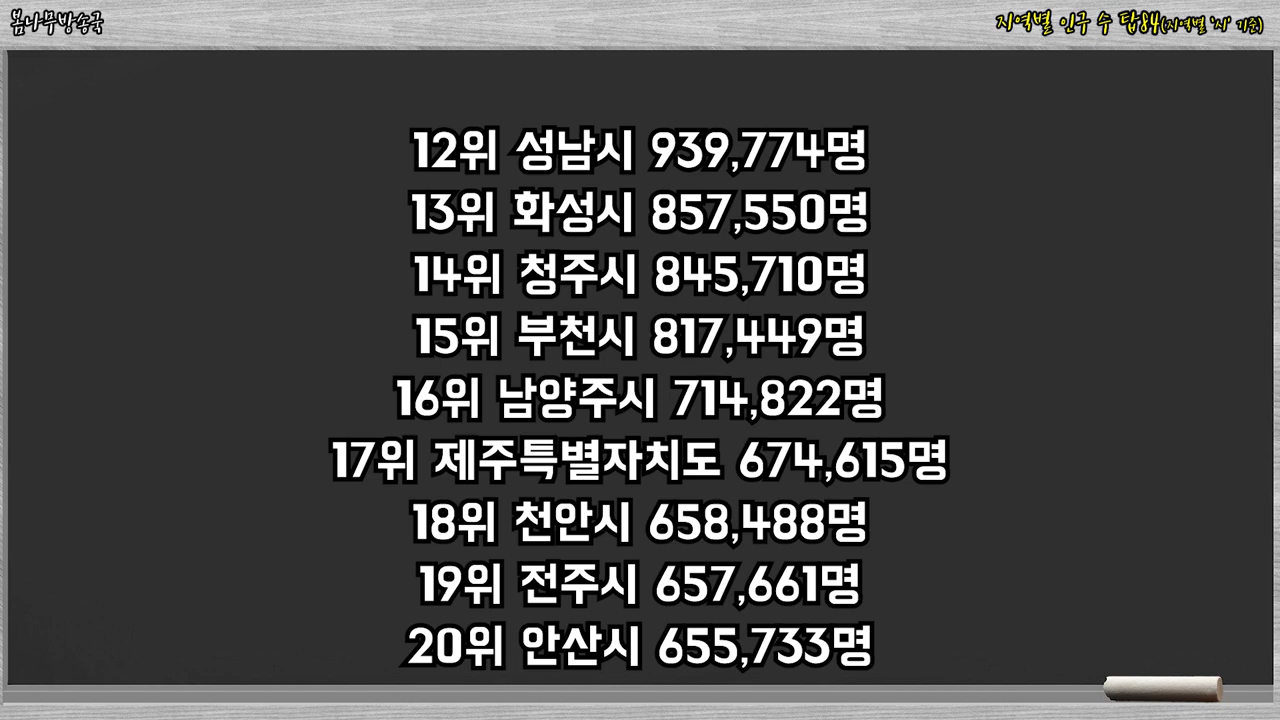 봄나무방송국
지역별 인구 수 탑84(지역별 '시' 기준)
12위 성남시 939,774명
13위 화성시 857,550명
14위 청주시 845,710명
15위 부천시 817,449명
16위 남양주시 714,822명
17위 제주특별자치도 674,615명
18위 천안시 658,488명
19위 전주시 657,661명
20위 안산시 655,733명